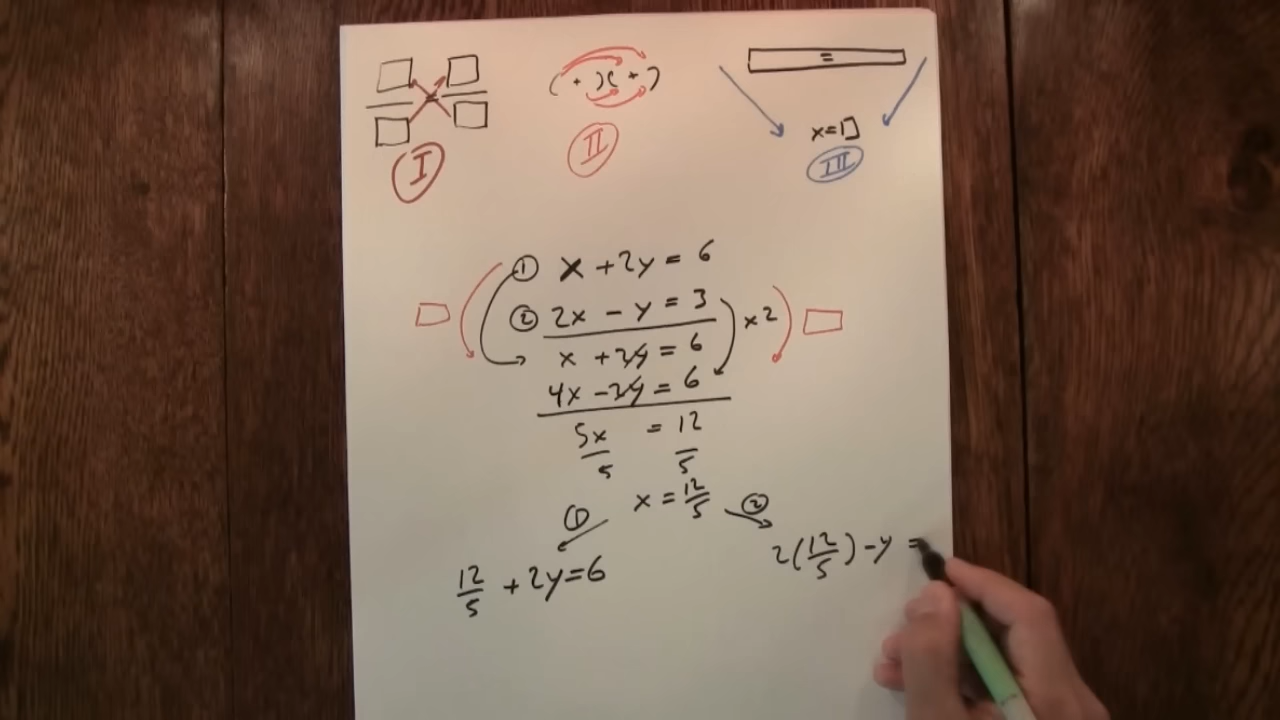 =
( + )( + )
=
x = □
I
II
III
① x + 2y = 6
② 2x - y = 3
x 2
x + 2y = 6
4x - 2y = 6
5x = 12
5 5
x = 12/5
① ②
12/5 + 2y = 6
2(12/5) - y =